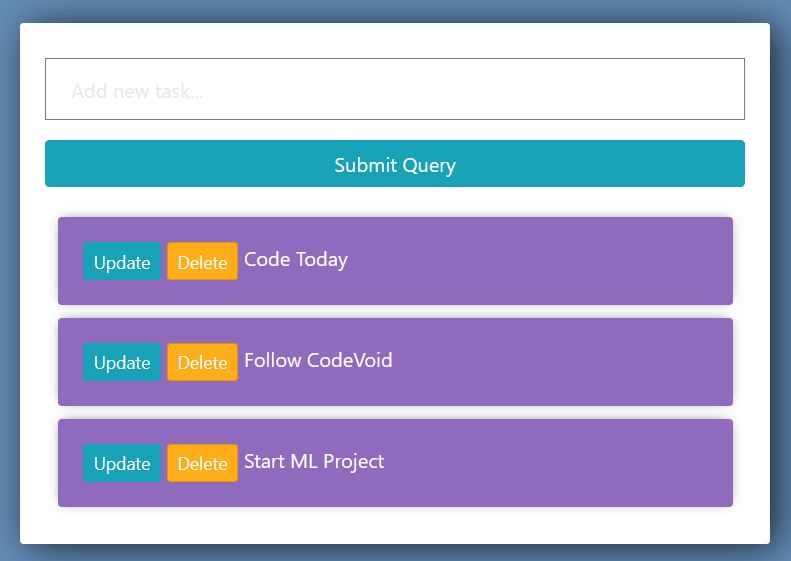 Add new task...
Submit Query
Update Delete Code Today
Update Delete Follow CodeVoid
Update Delete Start ML Project